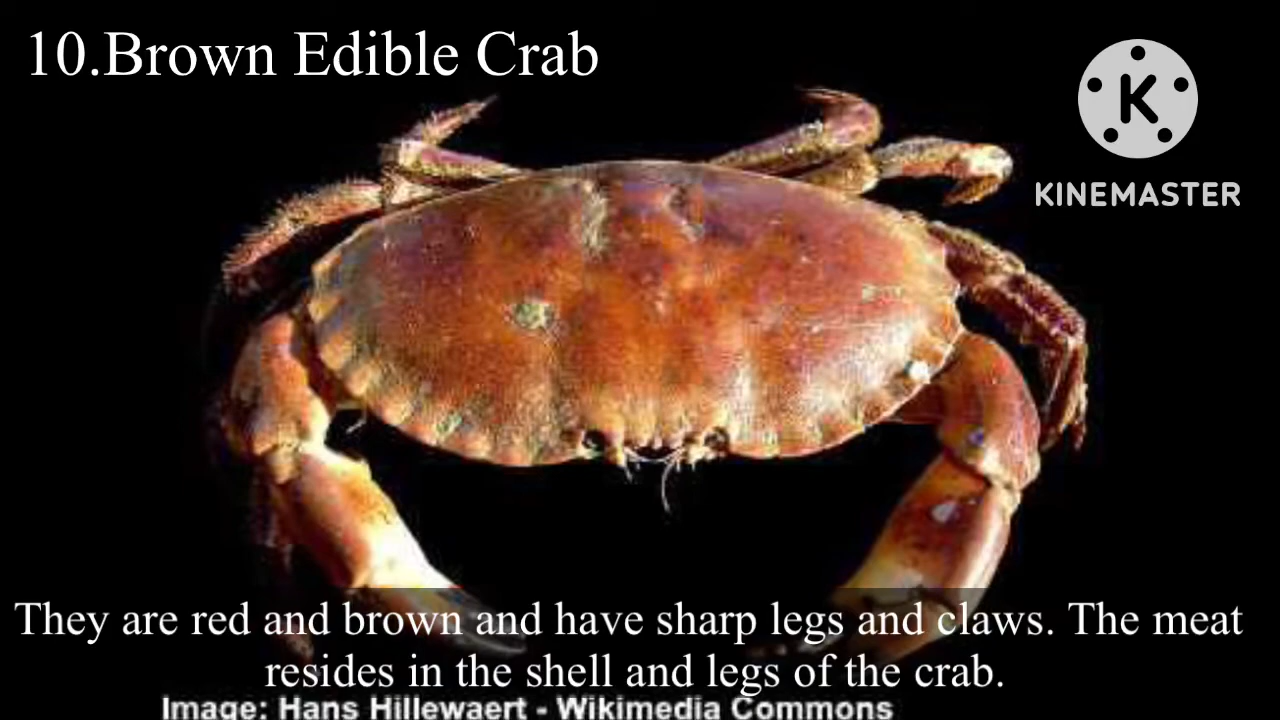 10.Brown Edible Crab
K
KINEMASTER
They are red and brown and have sharp legs and claws. The meat
resides in the shell and legs of the crab.
Image: Hans Hillewaert - Wikimedia Commons